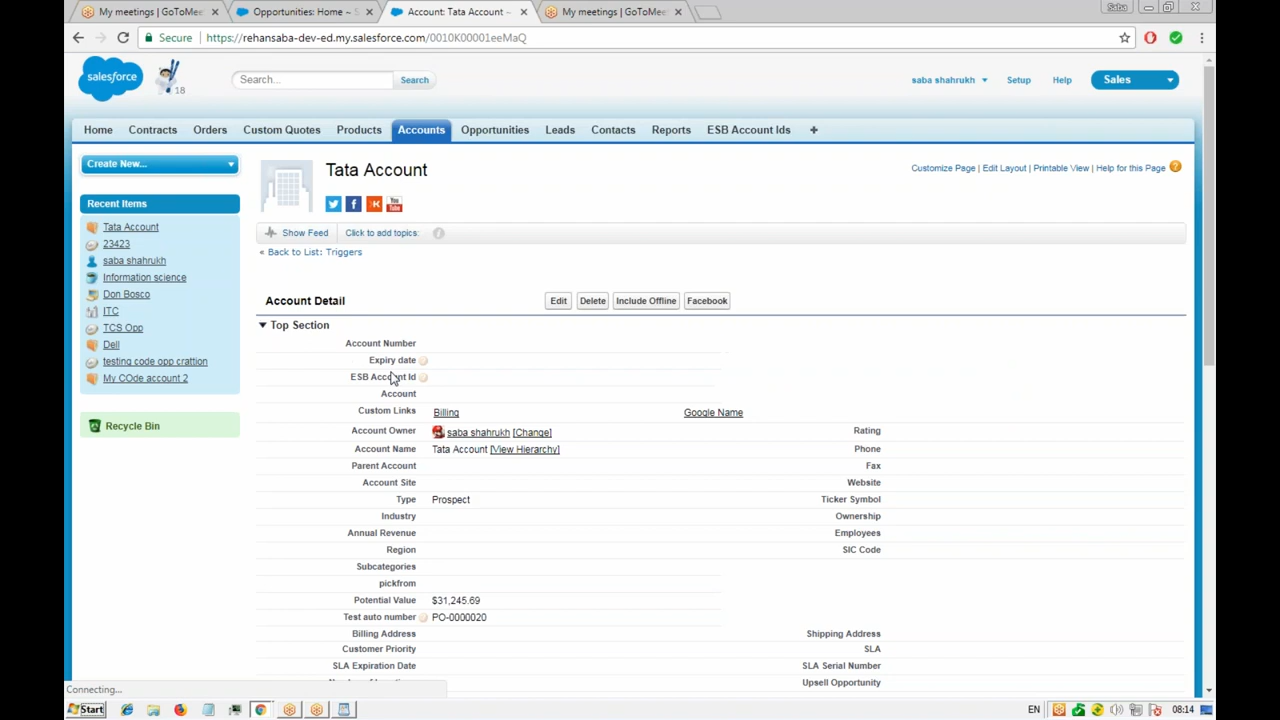 My meetings | GoToMee × Opportunities: Home ~ S × Account: Tata Account ~ × My meetings | GoToMee × Saba
Secure https://rehansaba-dev-ed.my.salesforce.com/0010K00001eeMaQ
salesforce 18 Search... Search saba shahrukh Setup Help Sales
Home Contracts Orders Custom Quotes Products Accounts Opportunities Leads Contacts Reports ESB Account Ids +
Create New...
Recent Items
Tata Account
23423
saba shahrukh
Information science
Don Bosco
ITC
TCS Opp
Dell
testing code opp crattion
My COde account 2
Recycle Bin
Tata Account
Customize Page | Edit Layout | Printable View | Help for this Page ?
You Tube
Show Feed Click to add topics: i
« Back to List: Triggers
Account Detail Edit Delete Include Offline Facebook
Top Section
Account Number
Expiry date
ESB Account Id
Account
Custom Links Billing Google Name
Account Owner saba shahrukh [Change] Rating
Account Name Tata Account [View Hierarchy] Phone
Parent Account Fax
Account Site Website
Type Prospect Ticker Symbol
Industry Ownership
Annual Revenue Employees
Region SIC Code
Subcategories
pickfrom
Potential Value $31,245.69
Test auto number PO-0000020
Billing Address Shipping Address
Customer Priority SLA
SLA Expiration Date SLA Serial Number
Upsell Opportunity
Connecting...
Start EN 08:14